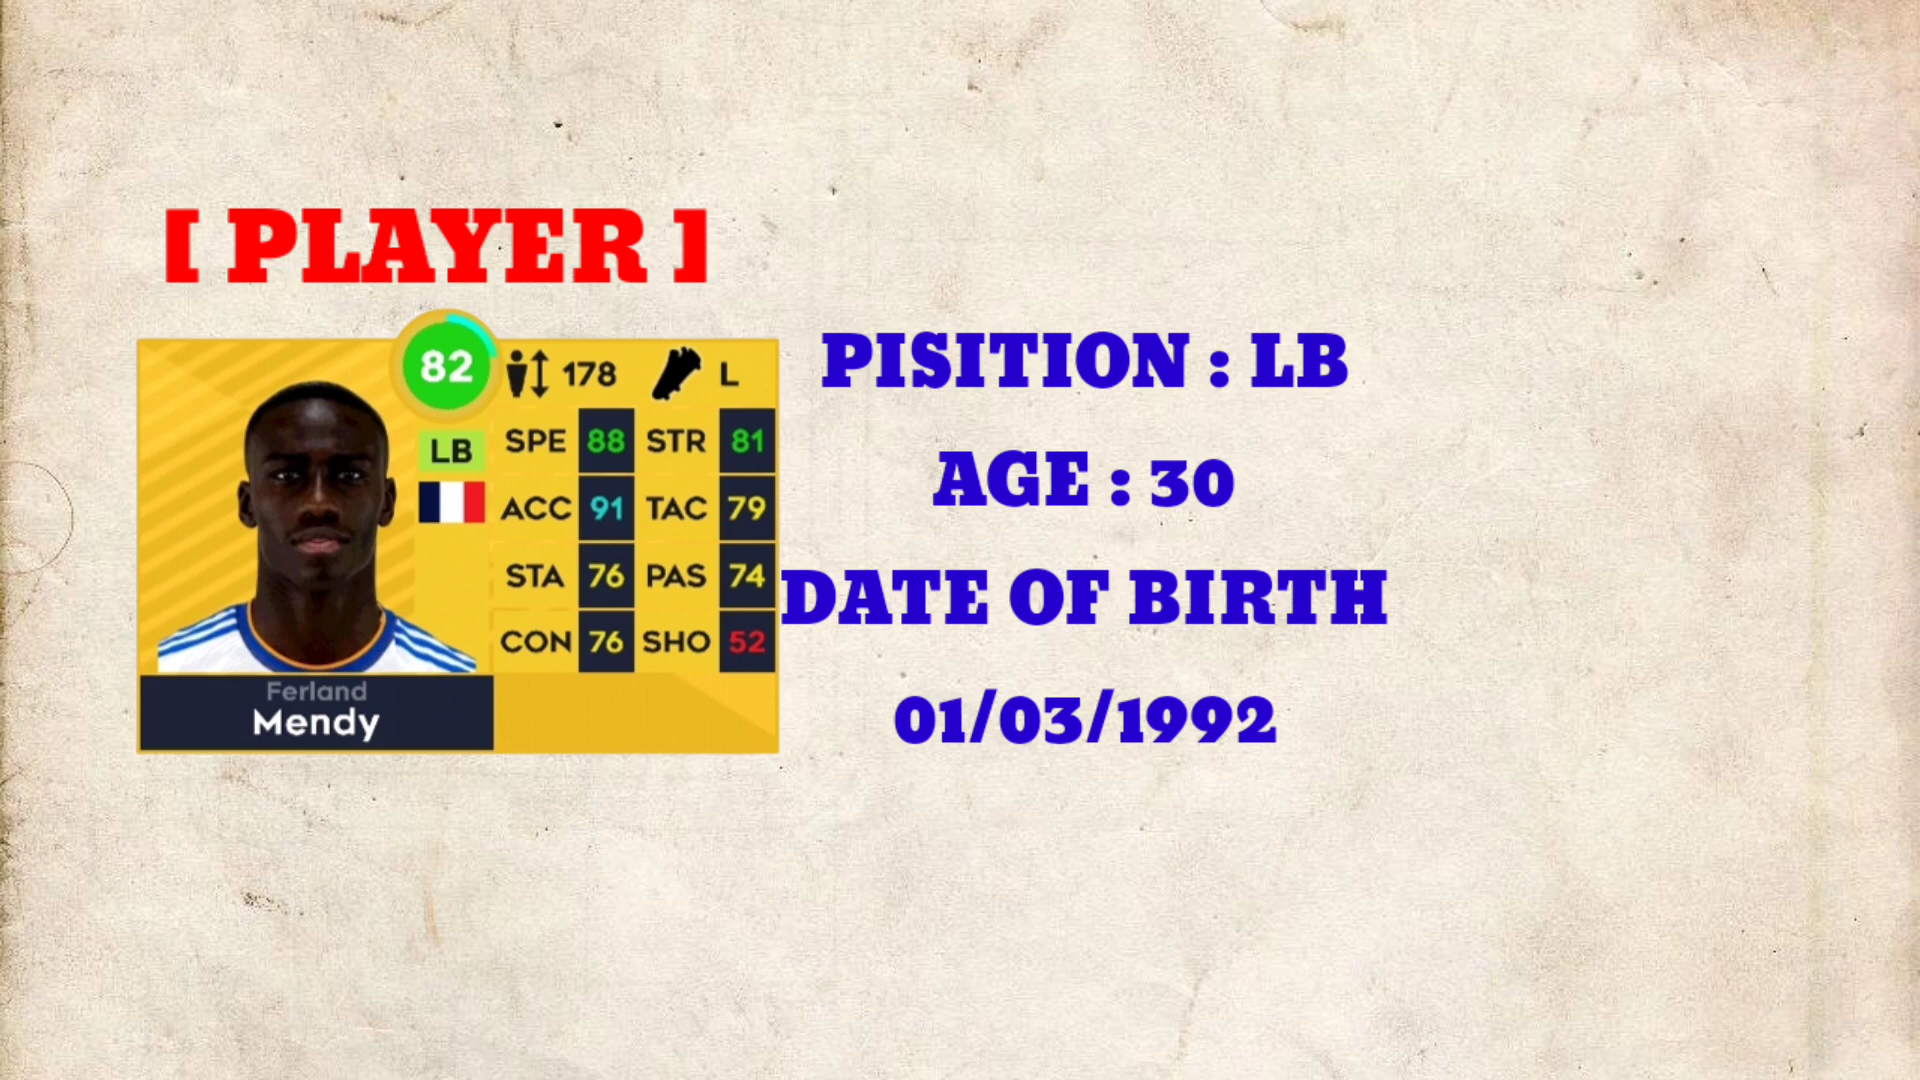 [ PLAYER ]
82
178 L
LB
SPE 88 STR 81
ACC 91 TAC 79
STA 76 PAS 74
CON 76 SHO 52
Ferland
Mendy
PISITION : LB
AGE : 30
DATE OF BIRTH
01/03/1992